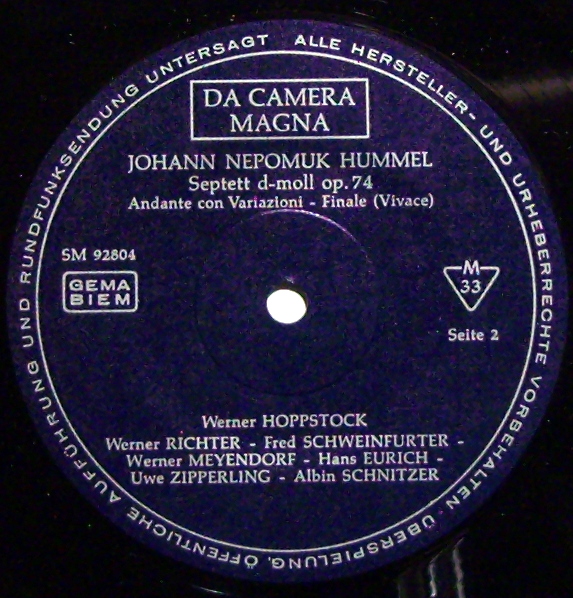 ALLE HERSTELLER- UND URHEBERRECHTE VORBEHALTEN · ÜBERSPIELUNG, ÖFFENTLICHE AUFFÜHRUNG UND RUNDFUNKSENDUNG UNTERSAGT
DA CAMERA
MAGNA
JOHANN NEPOMUK HUMMEL
Septett d-moll op. 74
Andante con Variazioni - Finale (Vivace)
SM 92804
GEMA
BIEM
M
33
Seite 2
Werner HOPPSTOCK
Werner RICHTER - Fred SCHWEINFURTER -
Werner MEYENDORF - Hans EURICH -
Uwe ZIPPERLING - Albin SCHNITZER